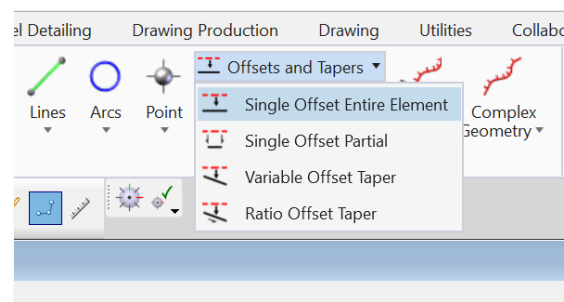 el Detailing Drawing Production Drawing Utilities Collabo
Offsets and Tapers
Lines Arcs Point Single Offset Entire Element Complex
Geometry
Single Offset Partial
Variable Offset Taper
Ratio Offset Taper